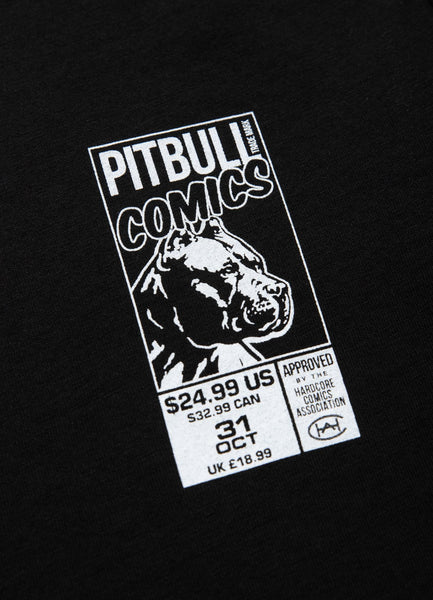 PITBULL
TRADE MARK
COMICS
$24.99 US
$32.99 CAN
31
OCT
UK £18.99
APPROVED
BY THE
HARDCORE
COMICS
ASSOCIATION